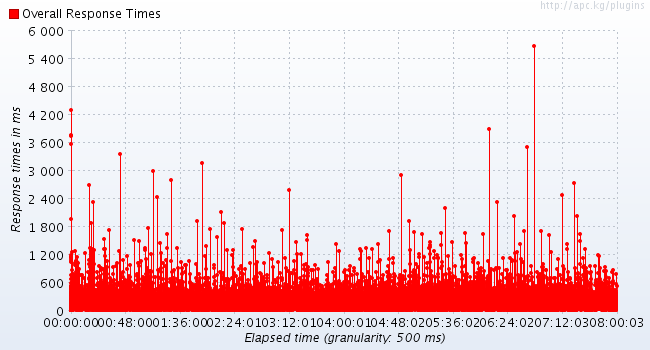 http://apc.kg/plugins
Overall Response Times
6 000
5 400
4 800
4 200
3 600
3 000
2 400
1 800
1 200
600
0
Response times in ms
00:00:00 00:48:00 01:36:00 02:24:01 03:12:01 04:00:01 04:48:02 05:36:02 06:24:02 07:12:03 08:00:03
Elapsed time (granularity: 500 ms)